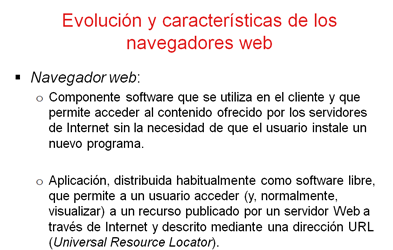 Evolución y características de los
navegadores web
▪ Navegador web:
o Componente software que se utiliza en el cliente y que
permite acceder al contenido ofrecido por los servidores
de Internet sin la necesidad de que el usuario instale un
nuevo programa.
o Aplicación, distribuida habitualmente como software libre,
que permite a un usuario acceder (y, normalmente,
visualizar) a un recurso publicado por un servidor Web a
través de Internet y descrito mediante una dirección URL
(Universal Resource Locator).